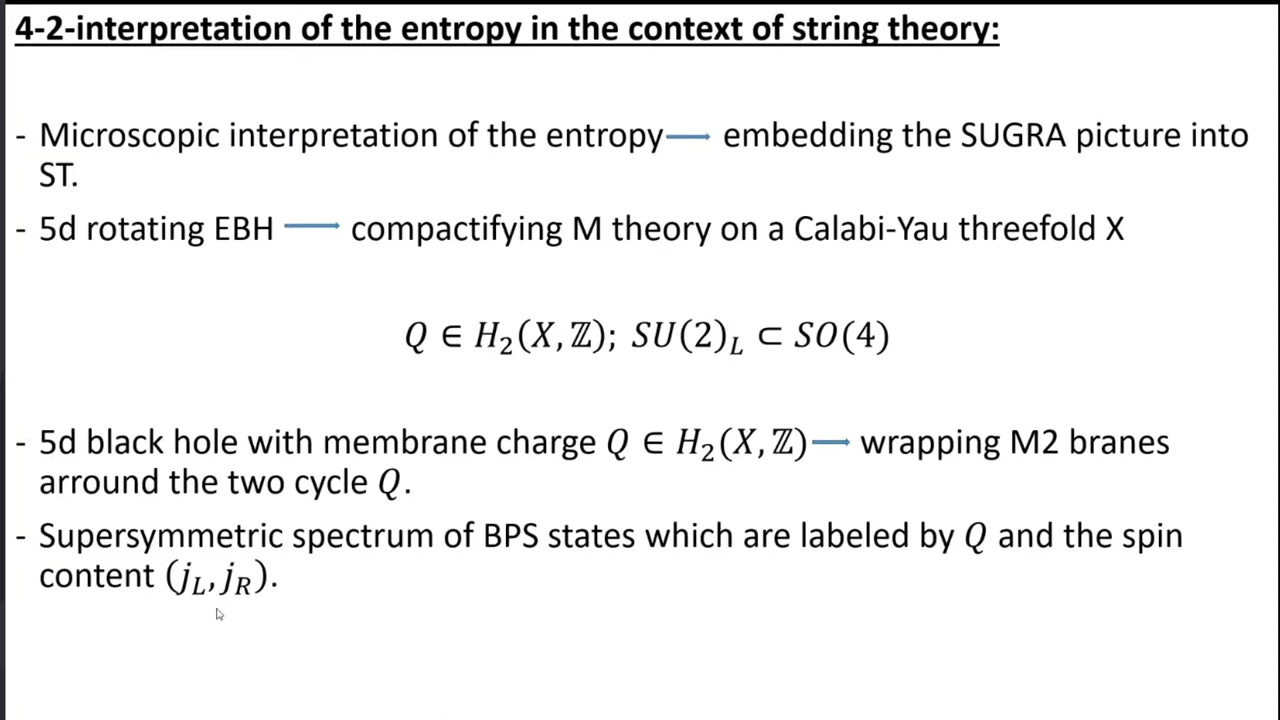 4-2-interpretation of the entropy in the context of string theory:
- Microscopic interpretation of the entropy⟶ embedding the SUGRA picture into
ST.
- 5d rotating EBH ⟶ compactifying M theory on a Calabi-Yau threefold X
𝑄 ∈ 𝐻₂(𝑋, ℤ); 𝑆𝑈(2)_𝐿 ⊂ 𝑆𝑂(4)
- 5d black hole with membrane charge 𝑄 ∈ 𝐻₂(𝑋, ℤ)⟶ wrapping M2 branes
arround the two cycle 𝑄.
- Supersymmetric spectrum of BPS states which are labeled by 𝑄 and the spin
content (𝑗_𝐿, 𝑗_𝑅).